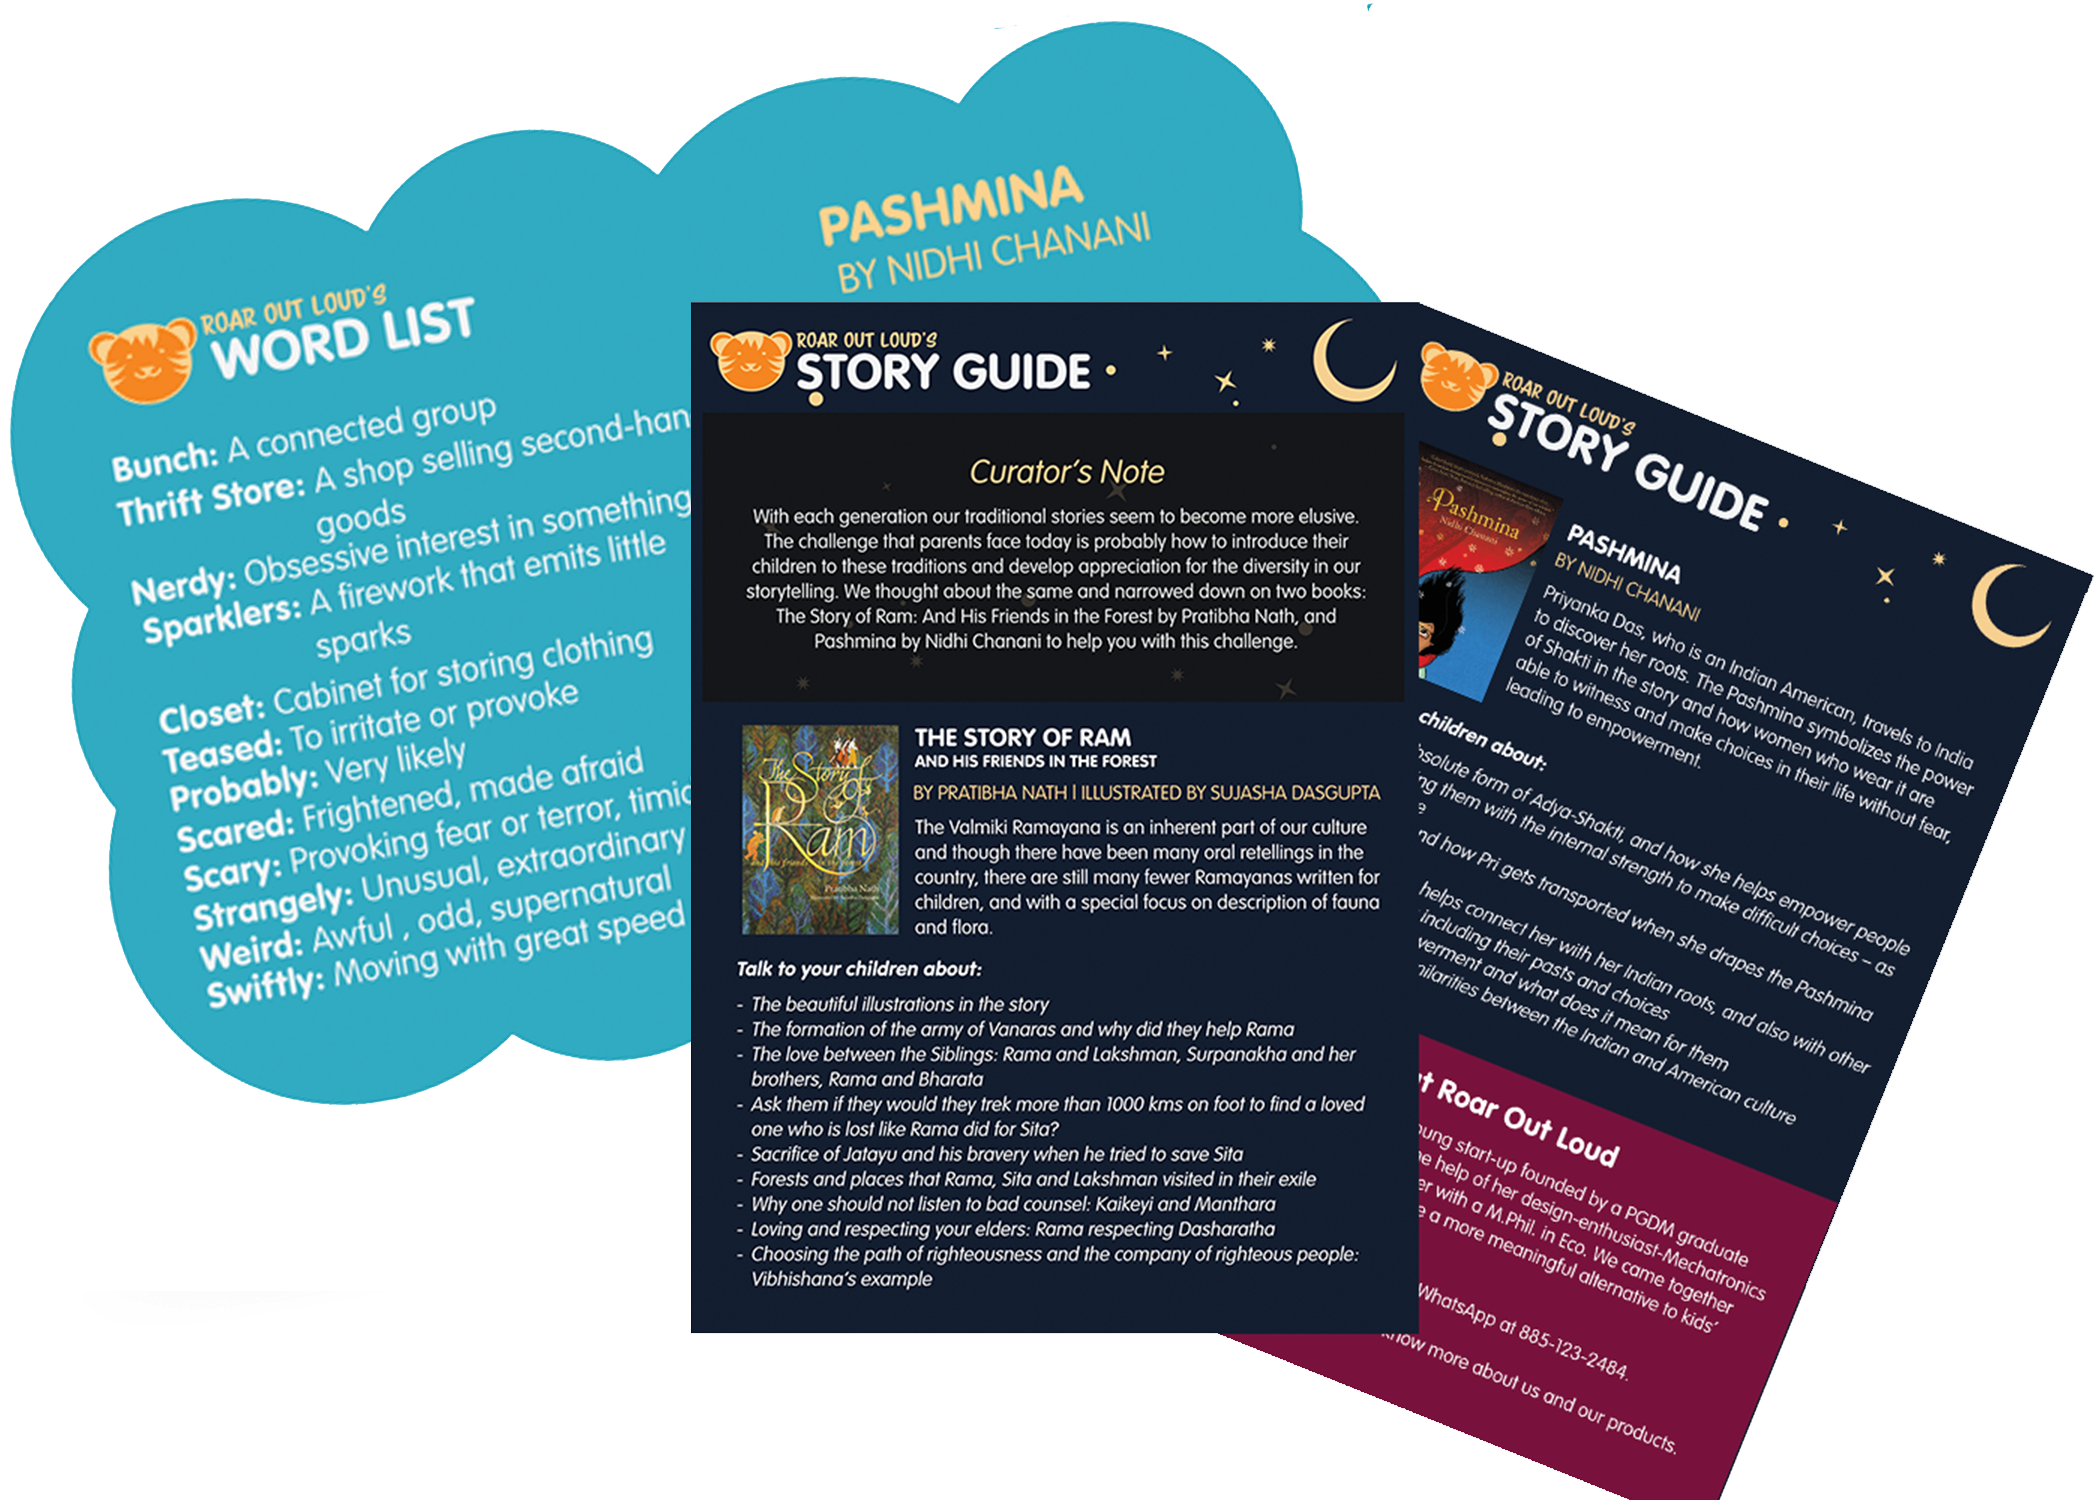 PASHMINA
BY NIDHI CHANANI
ROAR OUT LOUD'S
WORD LIST
Bunch: A connected group
Thrift Store: A shop selling second-han
goods
Nerdy: Obsessive interest in something
Sparklers: A firework that emits little
sparks
Closet: Cabinet for storing clothing
Teased: To irritate or provoke
Probably: Very likely
Scared: Frightened, made afraid
Scary: Provoking fear or terror, timid
Strangely: Unusual, extraordinary
Weird: Awful , odd, supernatural
Swiftly: Moving with great speed
ROAR OUT LOUD'S
STORY GUIDE
Curator's Note
With each generation our traditional stories seem to become more elusive.
The challenge that parents face today is probably how to introduce their
children to these traditions and develop appreciation for the diversity in our
storytelling. We thought about the same and narrowed down on two books:
The Story of Ram: And His Friends in the Forest by Pratibha Nath, and
Pashmina by Nidhi Chanani to help you with this challenge.
The Story of
Ram
and his friends in the forest
Pratibha Nath
THE STORY OF RAM
AND HIS FRIENDS IN THE FOREST
BY PRATIBHA NATH | ILLUSTRATED BY SUJASHA DASGUPTA
The Valmiki Ramayana is an inherent part of our culture
and though there have been many oral retellings in the
country, there are still many fewer Ramayanas written for
children, and with a special focus on description of fauna
and flora.
Talk to your children about:
- The beautiful illustrations in the story
- The formation of the army of Vanaras and why did they help Rama
- The love between the Siblings: Rama and Lakshman, Surpanakha and her
brothers, Rama and Bharata
- Ask them if they would they trek more than 1000 kms on foot to find a loved
one who is lost like Rama did for Sita?
- Sacrifice of Jatayu and his bravery when he tried to save Sita
- Forests and places that Rama, Sita and Lakshman visited in their exile
- Why one should not listen to bad counsel: Kaikeyi and Manthara
- Loving and respecting your elders: Rama respecting Dasharatha
- Choosing the path of righteousness and the company of righteous people:
Vibhishana's example
ROAR OUT LOUD'S
STORY GUIDE
Pashmina
Nidhi Chanani
PASHMINA
BY NIDHI CHANANI
Priyanka Das, who is an Indian American, travels to India
to discover her roots. The Pashmina symbolizes the power
of Shakti in the story and how women who wear it are
able to witness and make choices in their life without fear,
leading to empowerment.
children about:
solute form of Adya-Shakti, and how she helps empower people
ng them with the internal strength to make difficult choices – as
e
nd how Pri gets transported when she drapes the Pashmina
helps connect her with her Indian roots, and also with other
including their pasts and choices
verment and what does it mean for them
milarities between the Indian and American culture
t Roar Out Loud
ung start-up founded by a PGDM graduate
e help of her design-enthusiast-Mechatronics
er with a M.Phil. in Eco. We came together
e a more meaningful alternative to kids'
WhatsApp at 885-123-2484.
know more about us and our products.